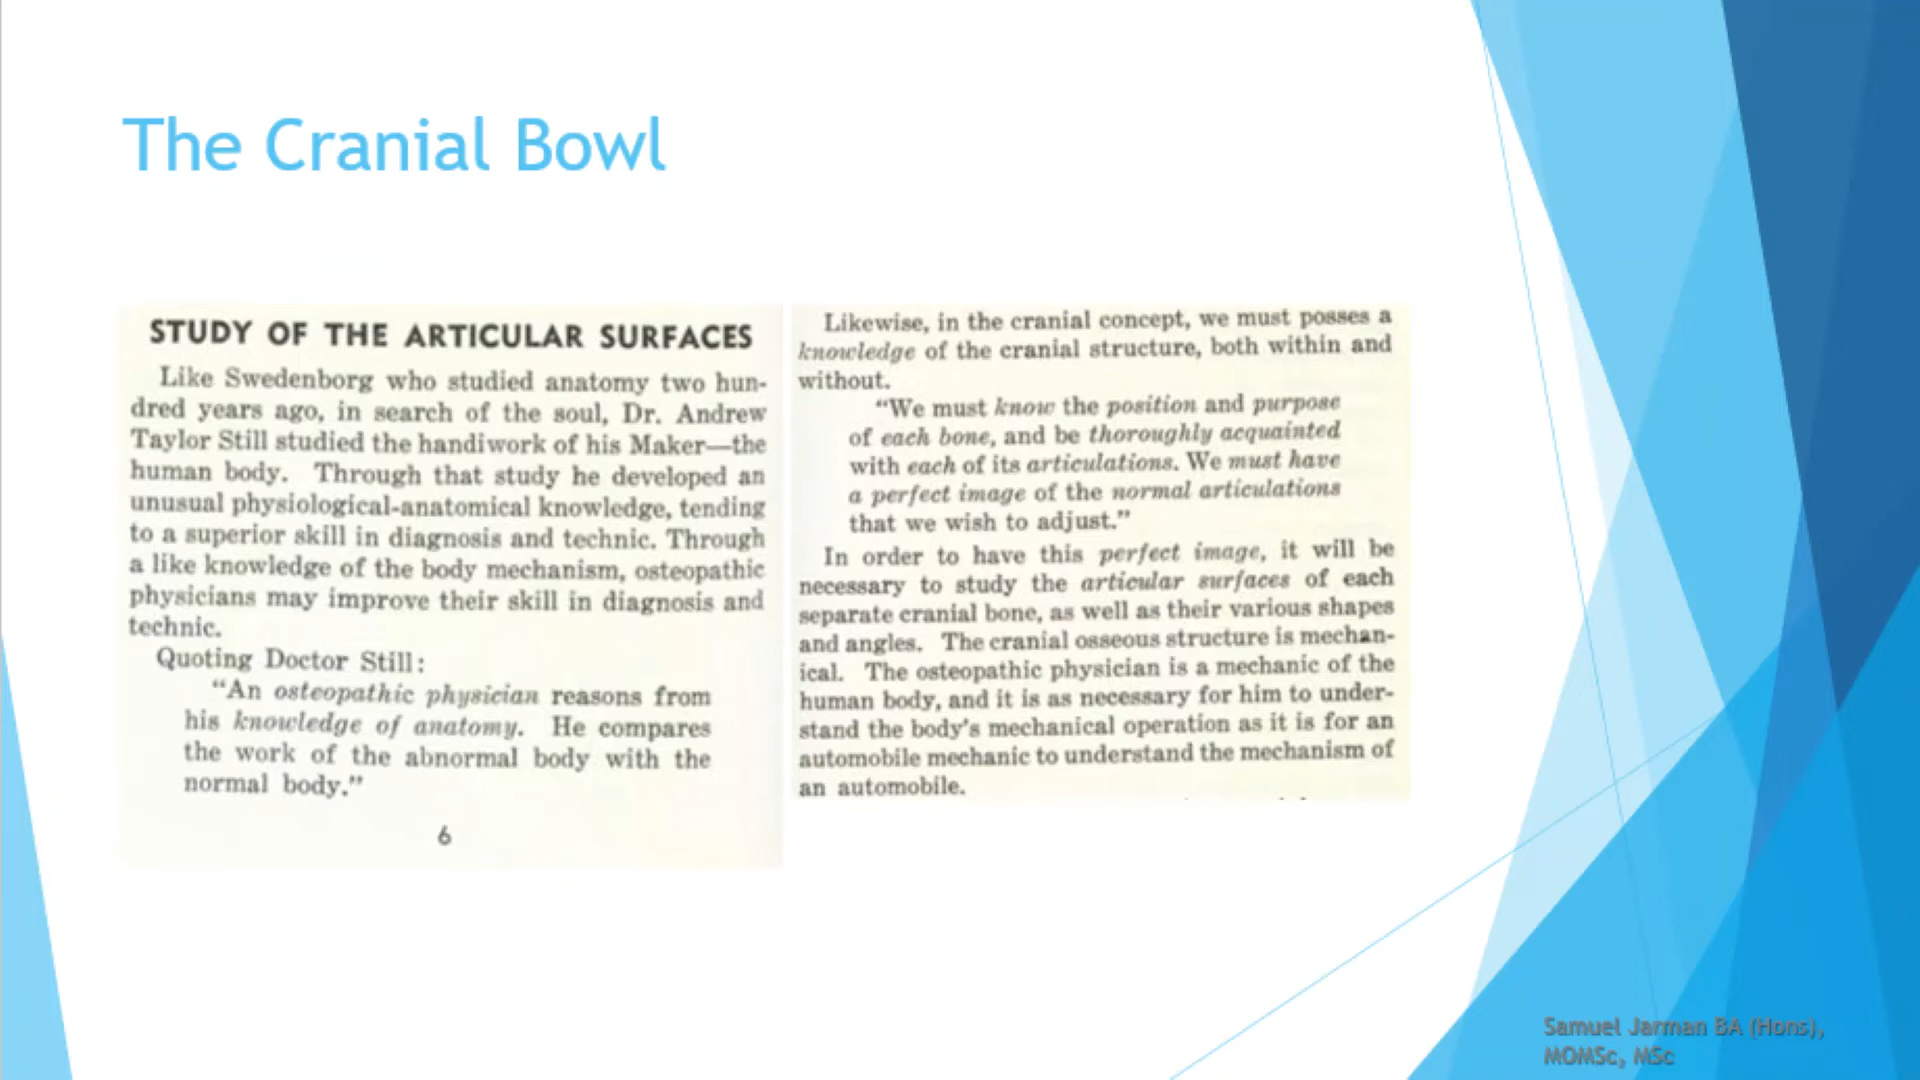 The Cranial Bowl
STUDY OF THE ARTICULAR SURFACES
Like Swedenborg who studied anatomy two hun-
dred years ago, in search of the soul, Dr. Andrew
Taylor Still studied the handiwork of his Maker—the
human body. Through that study he developed an
unusual physiological-anatomical knowledge, tending
to a superior skill in diagnosis and technic. Through
a like knowledge of the body mechanism, osteopathic
physicians may improve their skill in diagnosis and
technic.
Quoting Doctor Still:
"An osteopathic physician reasons from
his knowledge of anatomy. He compares
the work of the abnormal body with the
normal body."
6
Likewise, in the cranial concept, we must posses a
knowledge of the cranial structure, both within and
without.
"We must know the position and purpose
of each bone, and be thoroughly acquainted
with each of its articulations. We must have
a perfect image of the normal articulations
that we wish to adjust."
In order to have this perfect image, it will be
necessary to study the articular surfaces of each
separate cranial bone, as well as their various shapes
and angles. The cranial osseous structure is mechan-
ical. The osteopathic physician is a mechanic of the
human body, and it is as necessary for him to under-
stand the body's mechanical operation as it is for an
automobile mechanic to understand the mechanism of
an automobile.
Samuel Jarman BA (Hons),
MOMSc, MSc